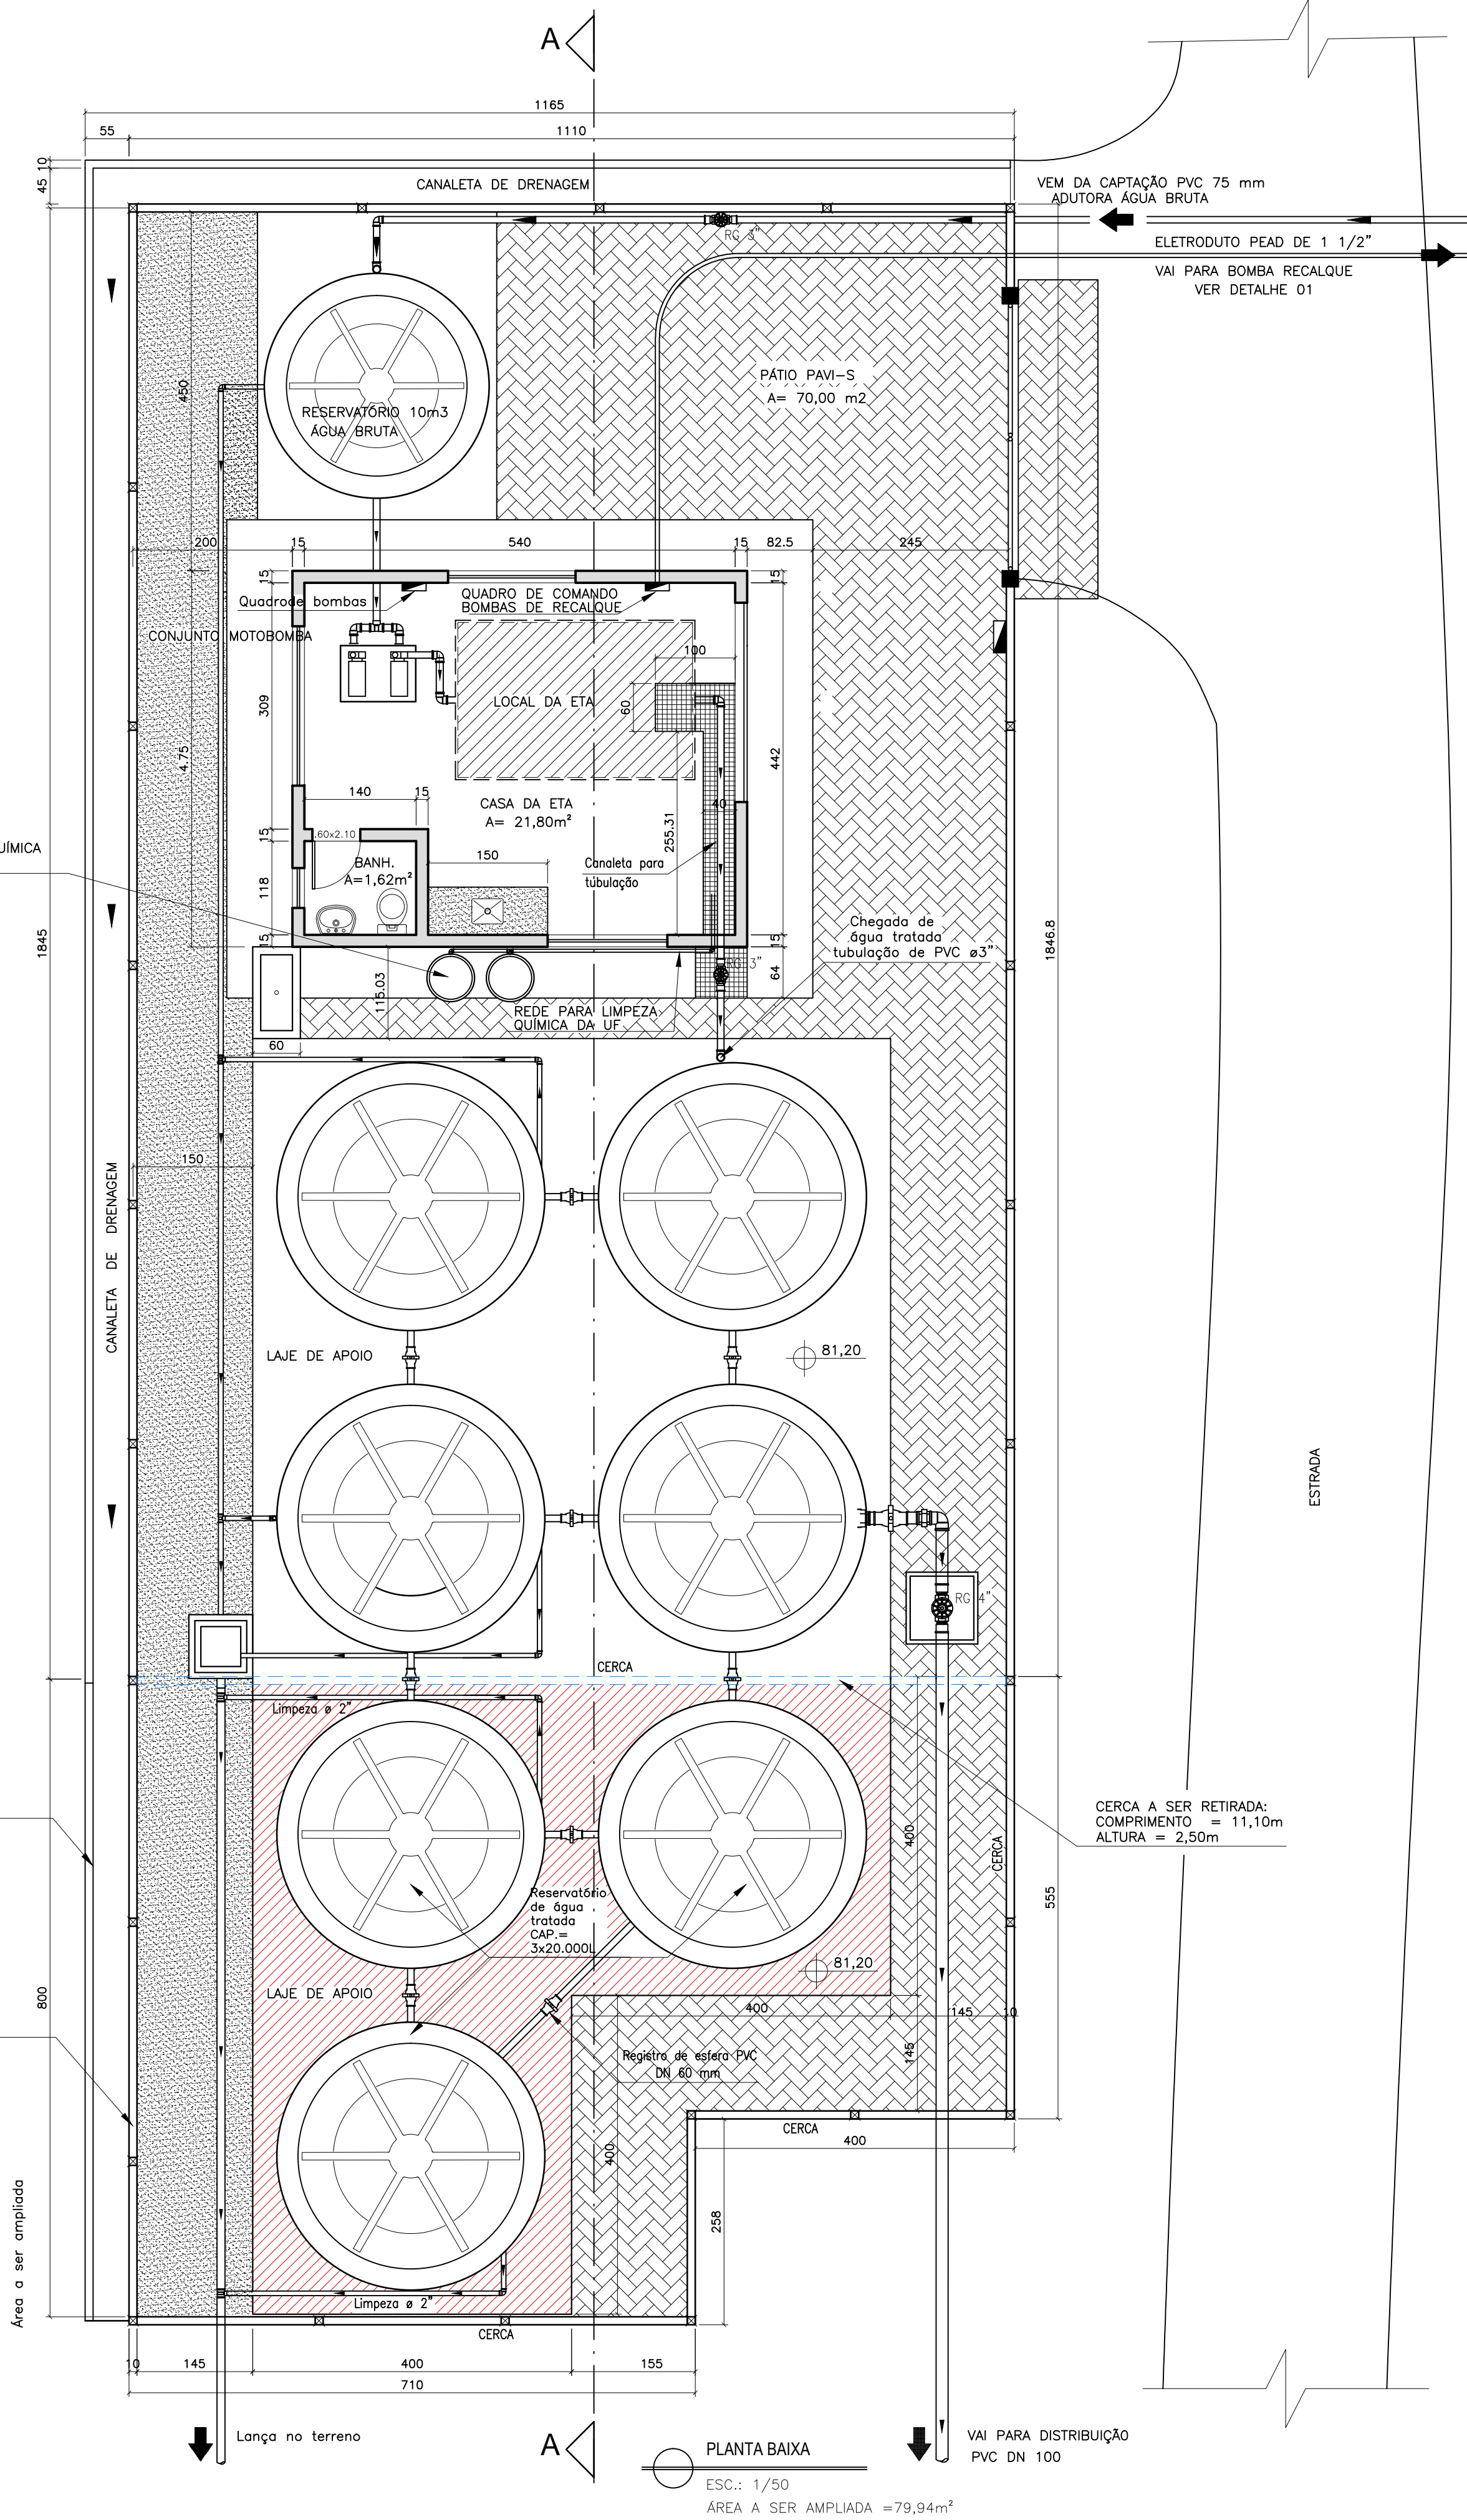 A
1165
55
1110
10
45
CANALETA DE DRENAGEM
VEM DA CAPTAÇÃO PVC 75 mm
ADUTORA ÁGUA BRUTA
RG 3"
ELETRODUTO PEAD DE 1 1/2"
VAI PARA BOMBA RECALQUE
VER DETALHE 01
450
PÁTIO PAVI-S
A= 70,00 m2
RESERVATÓRIO 10m3
ÁGUA BRUTA
200
15
540
15
82.5
245
15
15
Quadrode bombas
QUADRO DE COMANDO
BOMBAS DE RECALQUE
CONJUNTO MOTOBOMBA
100
LOCAL DA ETA
60
309
442
4.75
140
15
CASA DA ETA
A= 21,80m²
40
15
.60x2.10
255.31
UÍMICA
BANH.
A=1,62m²
150
Canaleta para
tubulação
118
Chegada de
água tratada
tubulação de PVC ø3"
1845
1846.8
15
15
RG 3"
64
115.03
REDE PARA LIMPEZA
QUÍMICA DA UF
60
150
CANALETA DE DRENAGEM
LAJE DE APOIO
81,20
ESTRADA
RG 4"
CERCA
Limpeza ø 2"
CERCA A SER RETIRADA:
COMPRIMENTO = 11,10m
ALTURA = 2,50m
400
CERCA
555
Reservatório
de água
tratada
CAP.=
3x20.000L
81,20
LAJE DE APOIO
800
400
145
10
145
Registro de esfera PVC
DN 60 mm
CERCA
400
400
258
Área a ser ampliada
Limpeza ø 2"
CERCA
10
145
400
155
710
Lança no terreno
A
PLANTA BAIXA
VAI PARA DISTRIBUIÇÃO
PVC DN 100
ESC.: 1/50
ÁREA A SER AMPLIADA =79,94m²